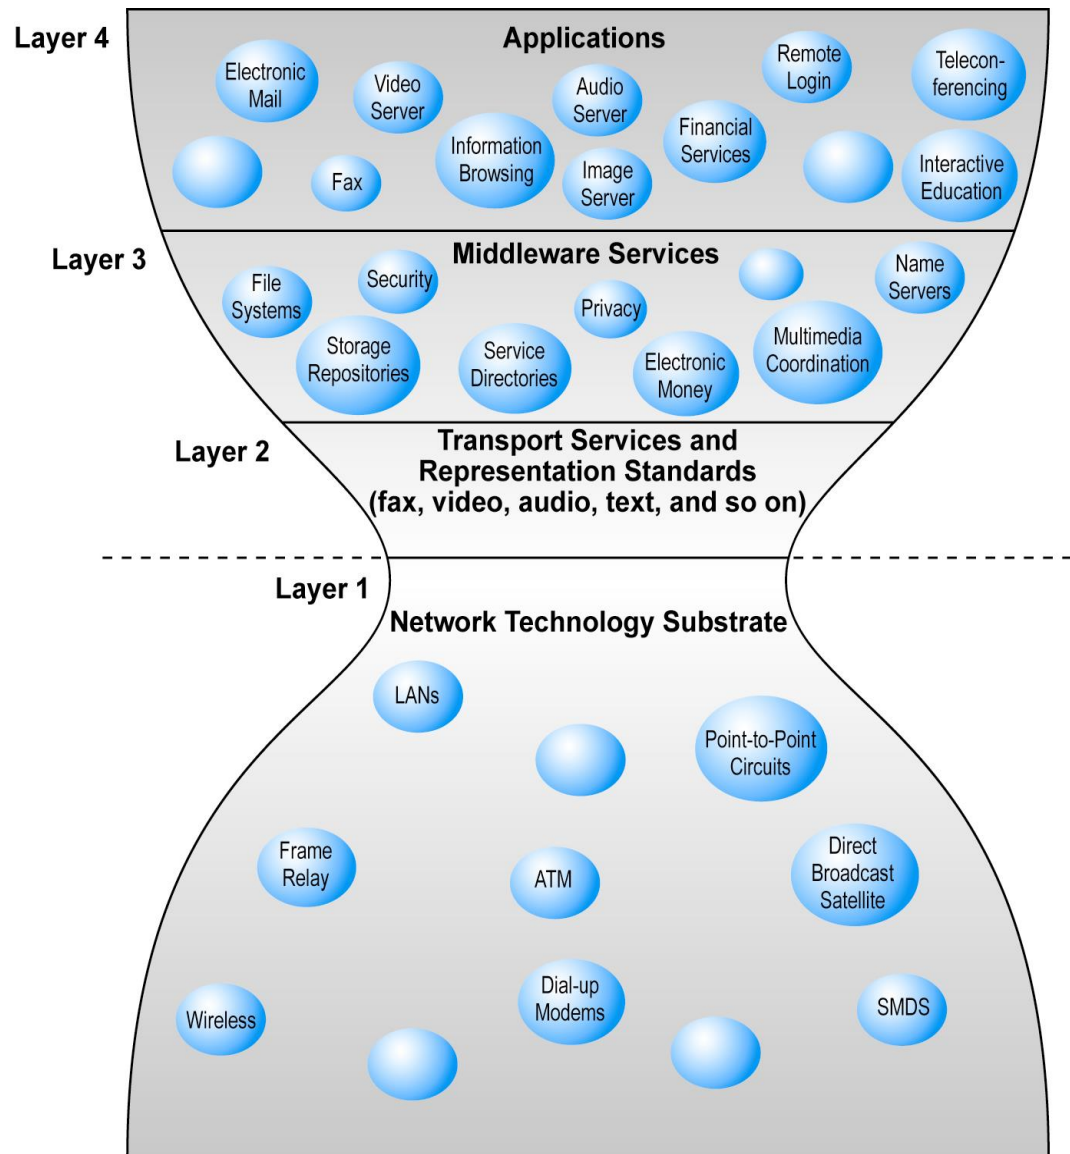 Layer 4
Applications
Electronic
Mail
Video
Server
Audio
Server
Remote
Login
Telecon-
ferencing
Fax
Information
Browsing
Image
Server
Financial
Services
Interactive
Education
Layer 3
Middleware Services
File
Systems
Security
Privacy
Name
Servers
Storage
Repositories
Service
Directories
Electronic
Money
Multimedia
Coordination
Layer 2
Transport Services and
Representation Standards
(fax, video, audio, text, and so on)
Layer 1
Network Technology Substrate
LANs
Point-to-Point
Circuits
Frame
Relay
ATM
Direct
Broadcast
Satellite
Wireless
Dial-up
Modems
SMDS